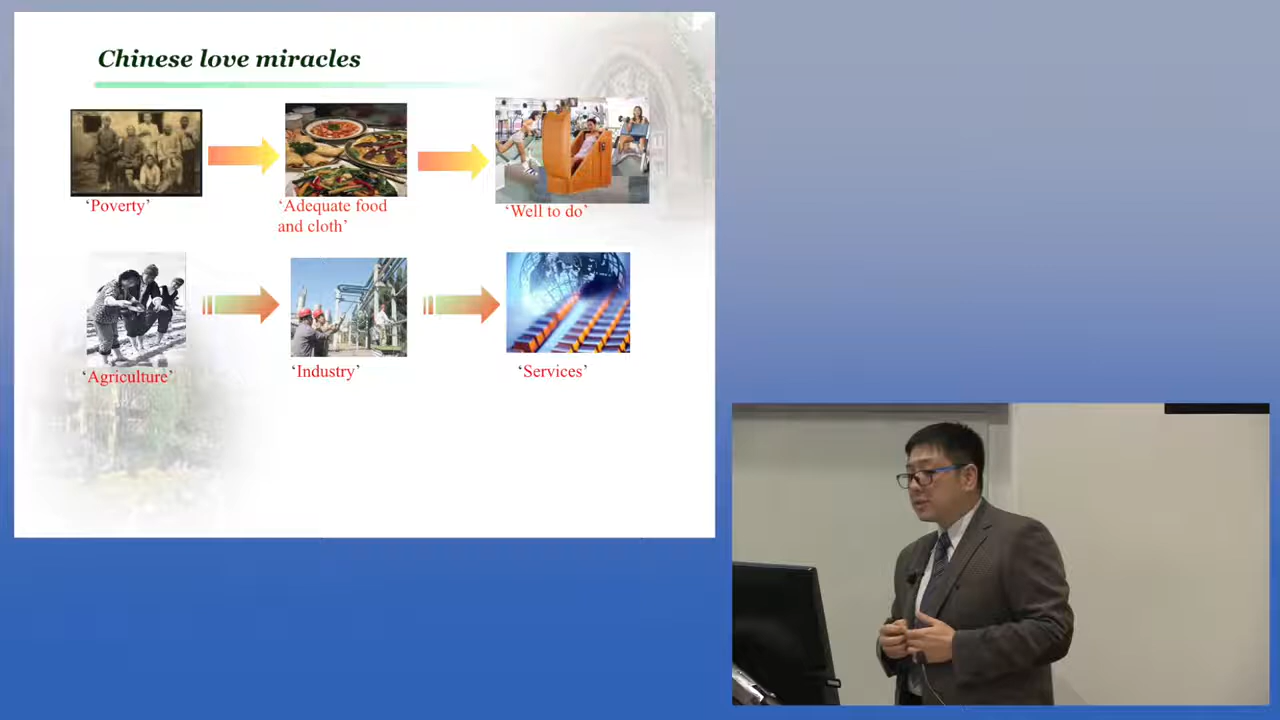 Chinese love miracles
‘Poverty’
‘Adequate food
and cloth’
‘Well to do’
‘Agriculture’
‘Industry’
‘Services’